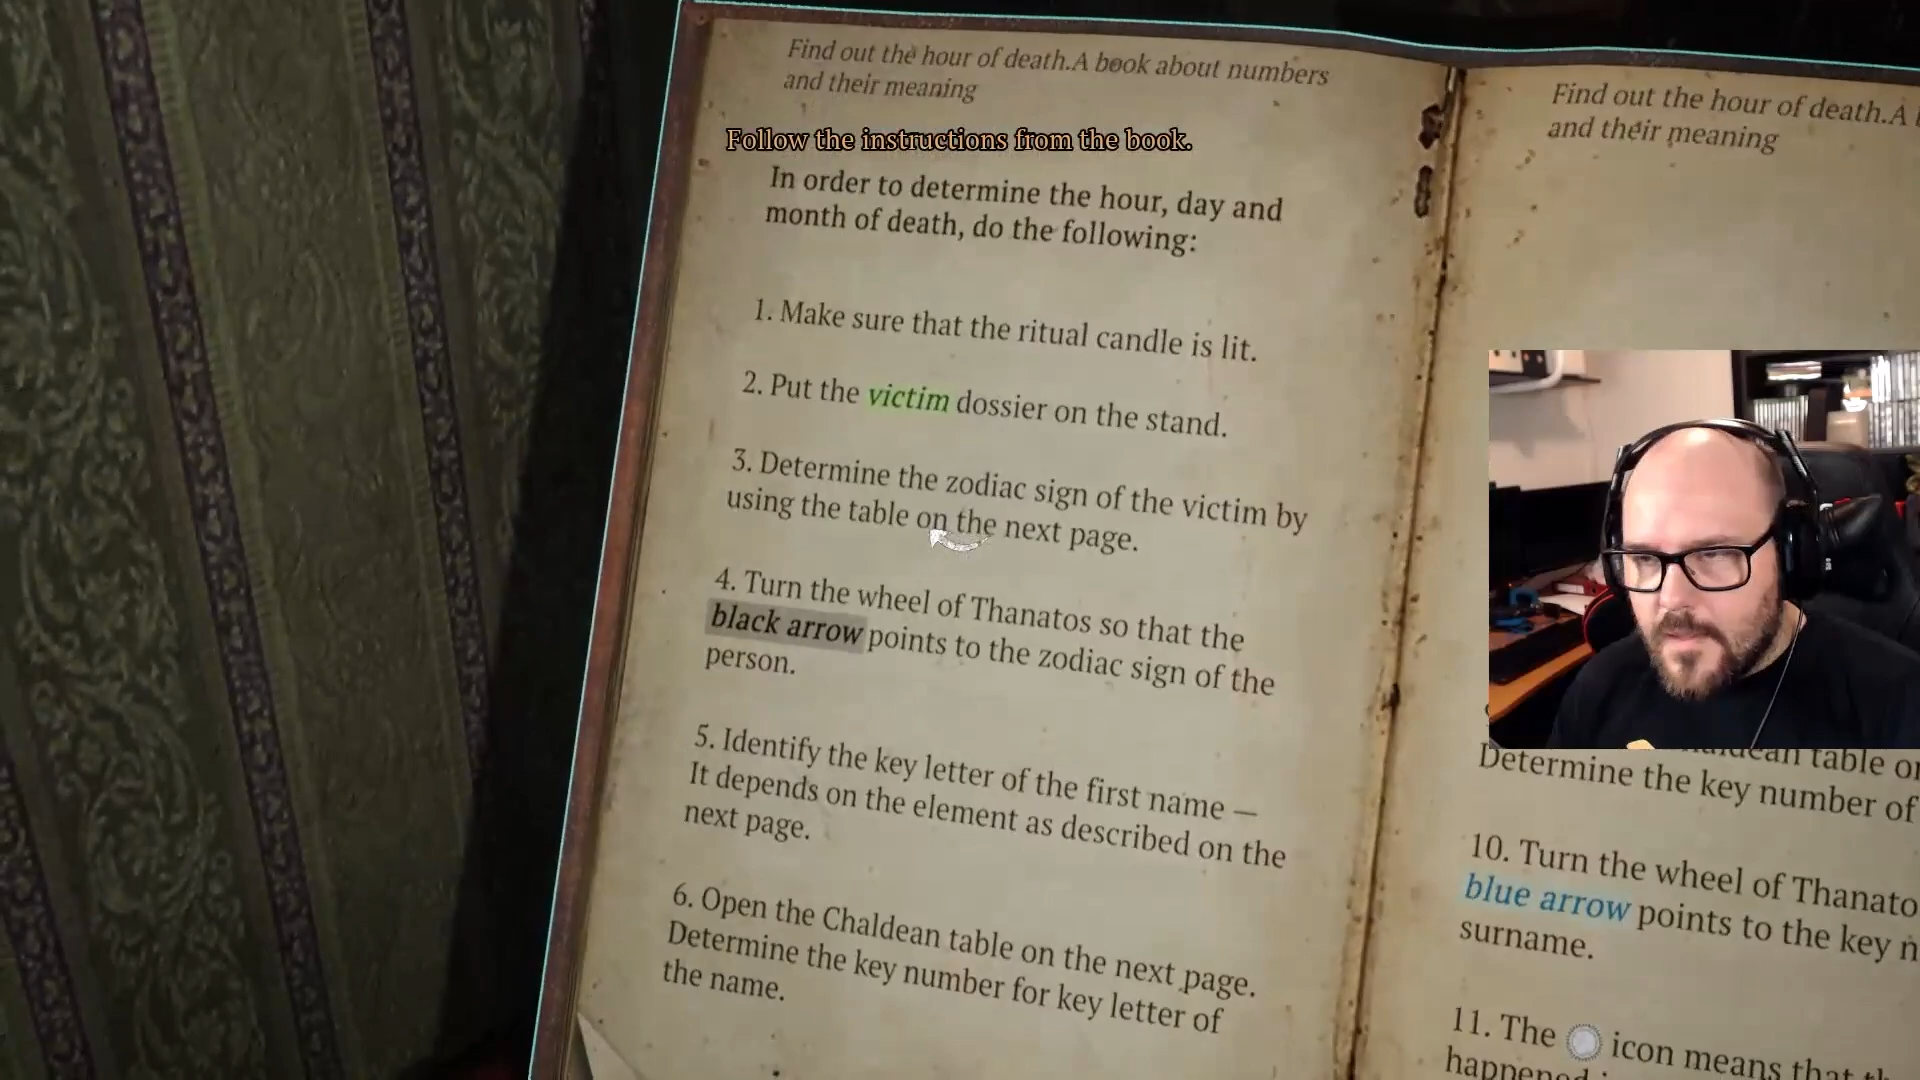 Find out the hour of death.A book about numbers
and their meaning
Follow the instructions from the book.
In order to determine the hour, day and
month of death, do the following:
1. Make sure that the ritual candle is lit.
2. Put the victim dossier on the stand.
3. Determine the zodiac sign of the victim by
using the table on the next page.
4. Turn the wheel of Thanatos so that the
black arrow points to the zodiac sign of the
person.
5. Identify the key letter of the first name —
It depends on the element as described on the
next page.
6. Open the Chaldean table on the next page.
Determine the key number for key letter of
the name.
Find out the hour of death.A
and their meaning
table
Determine the key number of
10. Turn the wheel of
blue arrow points to the key
surname.
11. The icon means that